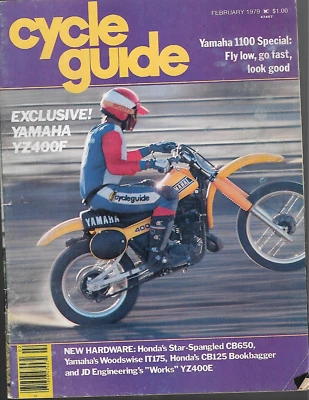 cycle
guide
FEBRUARY 1979 $1.00
47467
Yamaha 1100 Special:
Fly low, go fast,
look good
EXCLUSIVE!
YAMAHA
YZ400F
YAMAHA
cycleguide
YAMAHA
400
NEW HARDWARE: Honda's Star-Spangled CB650,
Yamaha's Woodswise IT175, Honda's CB125 Bookbagger
and JD Engineering's "Works" YZ400E